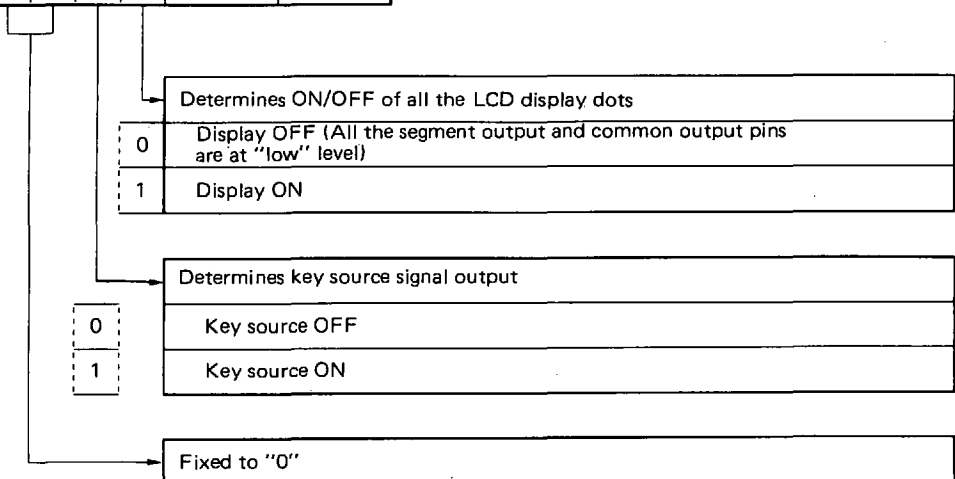 Determines ON/OFF of all the LCD display dots
0
Display OFF (All the segment output and common output pins
are at "low" level)
1
Display ON
Determines key source signal output
0
Key source OFF
1
Key source ON
Fixed to "0"